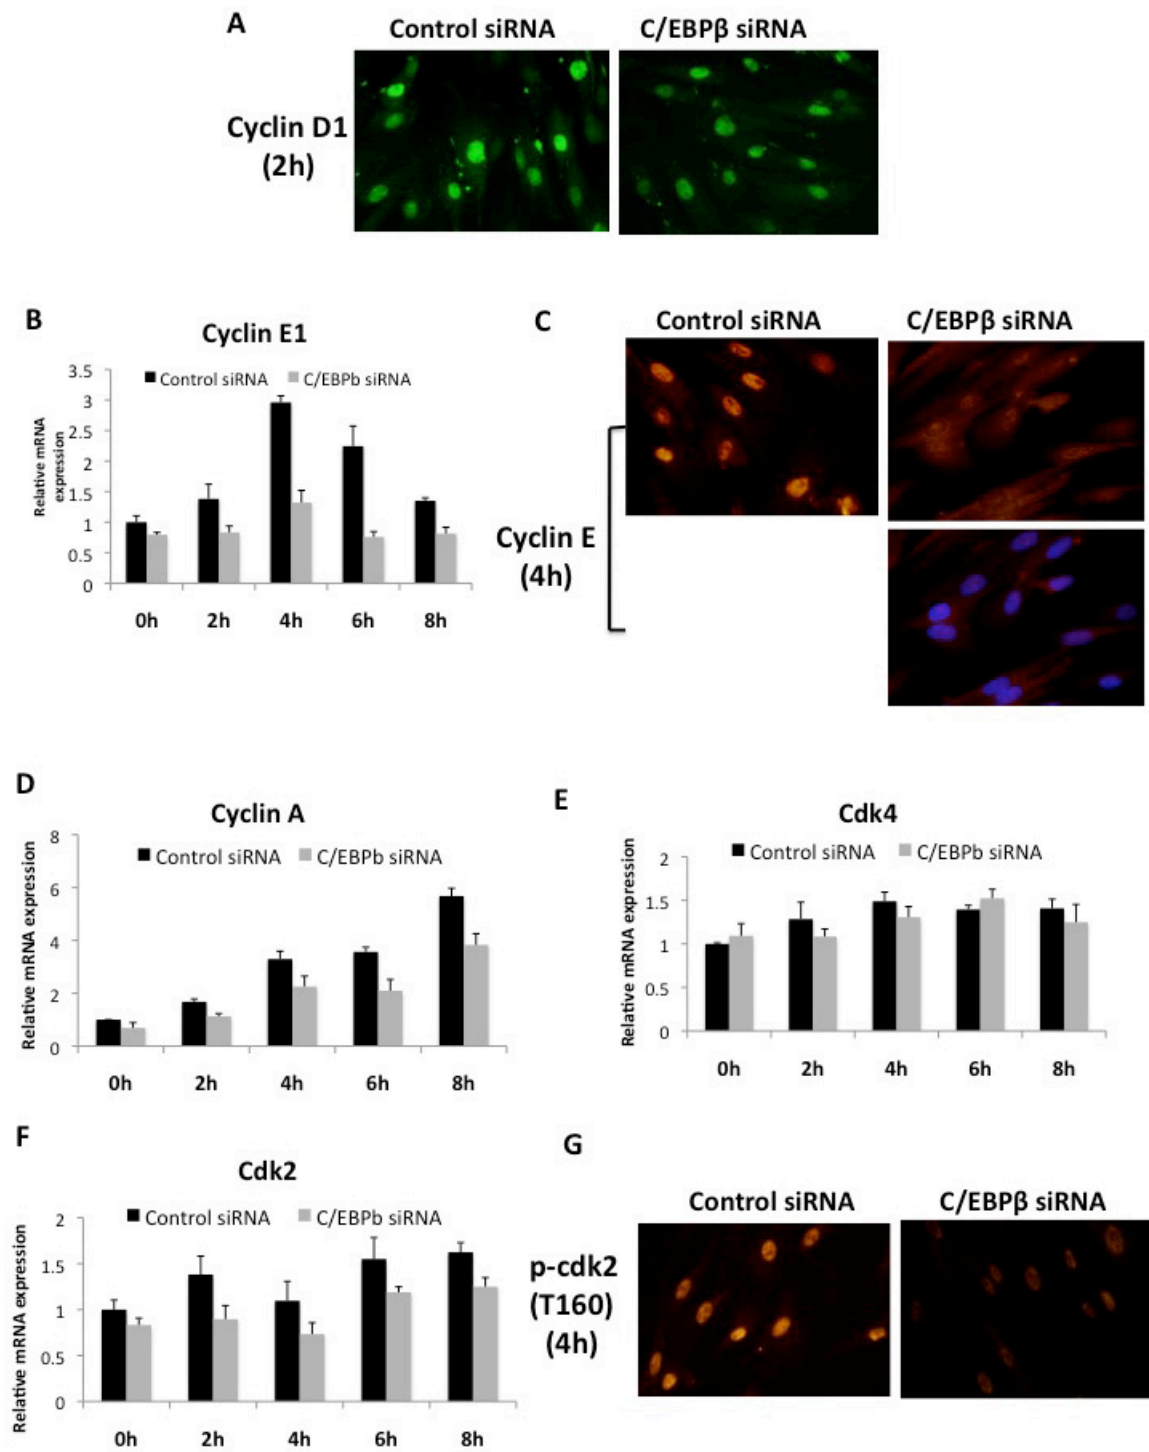 A
Control siRNA
C/EBPβ siRNA
Cyclin D1
(2h)
B
Cyclin E1
Control siRNA
C/EBPb siRNA
Relative mRNA
expression
3.5
3
2.5
2
1.5
1
0.5
0
0h
2h
4h
6h
8h
C
Control siRNA
C/EBPβ siRNA
Cyclin E
(4h)
D
Cyclin A
Control siRNA
C/EBPb siRNA
Relative mRNA expression
8
6
4
2
0
0h
2h
4h
6h
8h
E
Cdk4
Control siRNA
C/EBPb siRNA
Relative mRNA expression
2
1.5
1
0.5
0
0h
2h
4h
6h
8h
F
Cdk2
Control siRNA
C/EBPb siRNA
Relative mRNA expression
2
1.5
1
0.5
0
0h
2h
4h
6h
8h
G
Control siRNA
C/EBPβ siRNA
p-cdk2
(T160)
(4h)